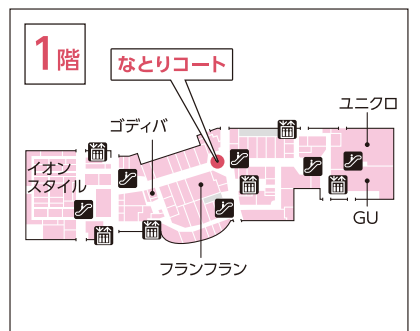 1階
なとりコート
ユニクロ
ゴディバ
イオン
スタイル
GU
フランフラン